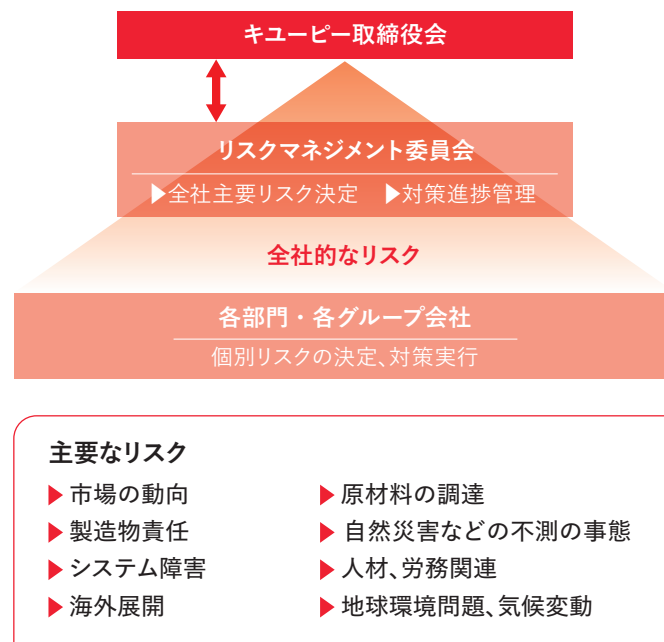 キユーピー取締役会
リスクマネジメント委員会
▶全社主要リスク決定 ▶対策進捗管理
全社的なリスク
各部門・各グループ会社
個別リスクの決定、対策実行
主要なリスク
▶市場の動向
▶製造物責任
▶システム障害
▶海外展開
▶原材料の調達
▶自然災害などの不測の事態
▶人材、労務関連
▶地球環境問題、気候変動